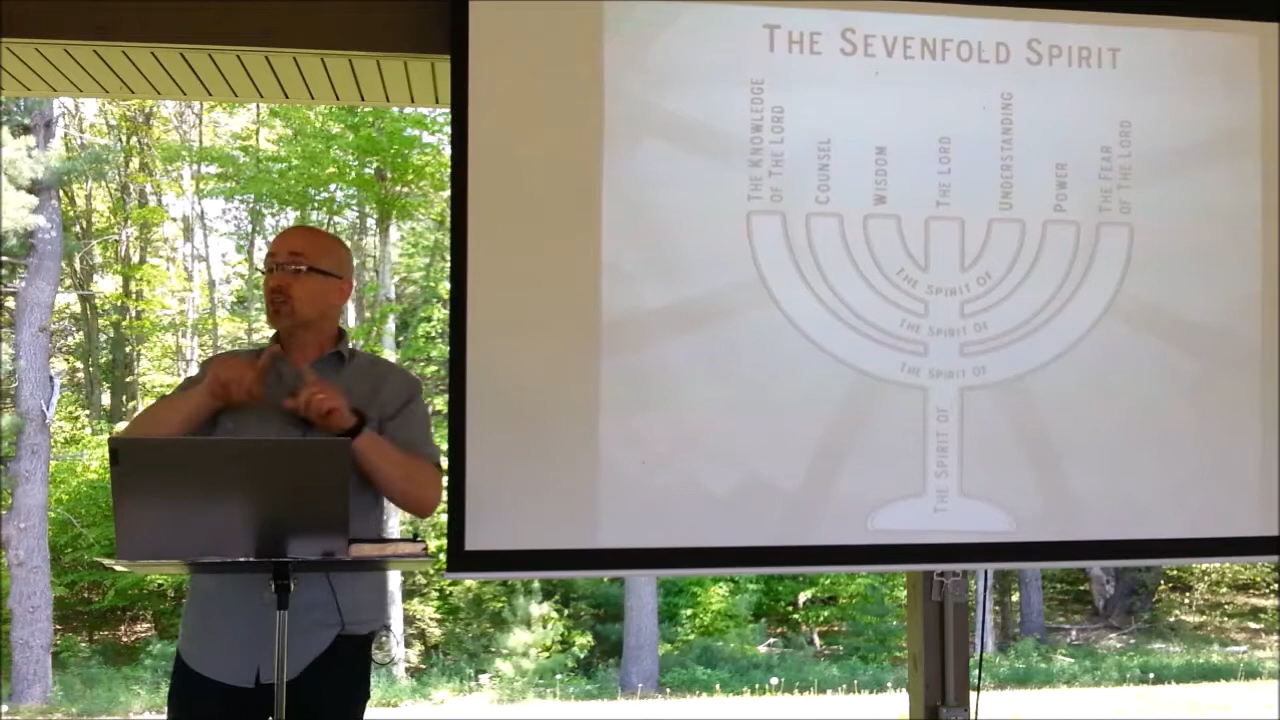 THE SEVENFOLD SPIRIT
THE KNOWLEDGE
OF THE LORD
COUNSEL
WISDOM
THE LORD
UNDERSTANDING
POWER
THE FEAR
OF THE LORD
THE SPIRIT OF
THE SPIRIT OF
THE SPIRIT OF
THE SPIRIT OF